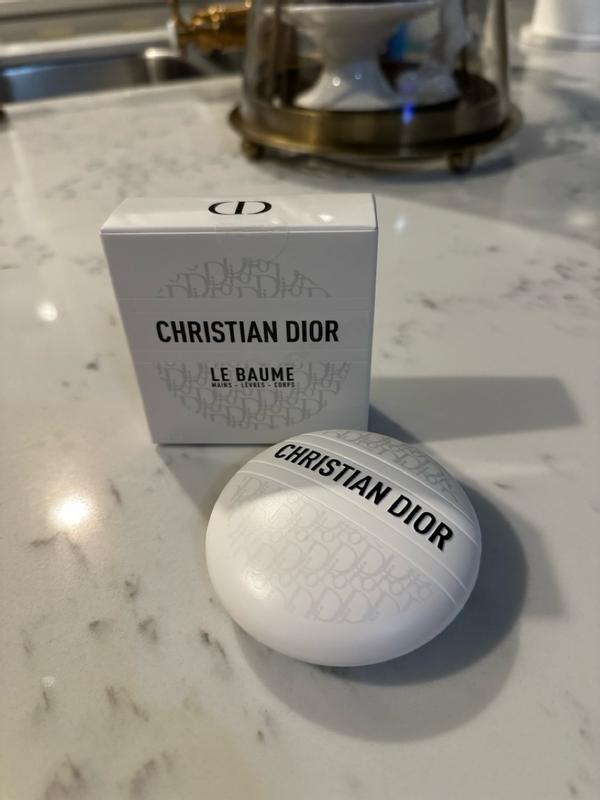 CD
CHRISTIAN DIOR
LE BAUME
MAINS - LÈVRES - CORPS
CHRISTIAN DIOR